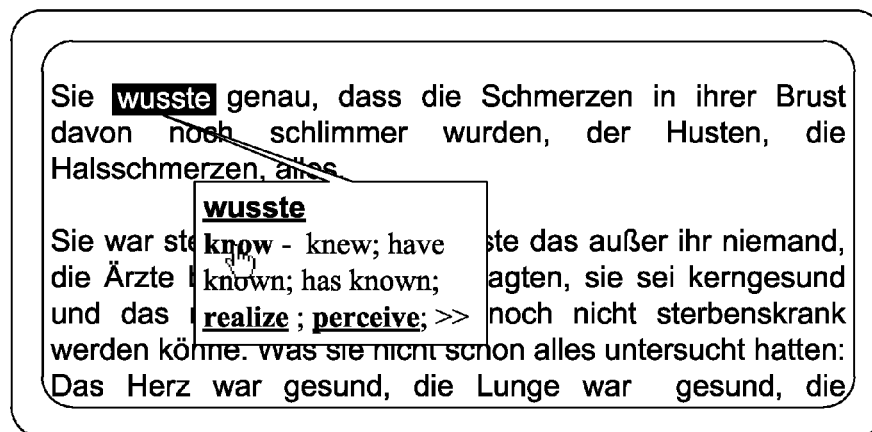 Sie wusste genau, dass die Schmerzen in ihrer Brust
davon noch schlimmer wurden, der Husten, die
Halsschmerzen, alles.
wusste
know - knew; have
known; has known;
realize ; perceive; >>
Sie war das außer ihr niemand,
die Ärzte sie sei kerngesund
und das noch nicht sterbenskrank
werden könne. Was sie nicht schon alles untersucht hatten:
Das Herz war gesund, die Lunge war gesund, die